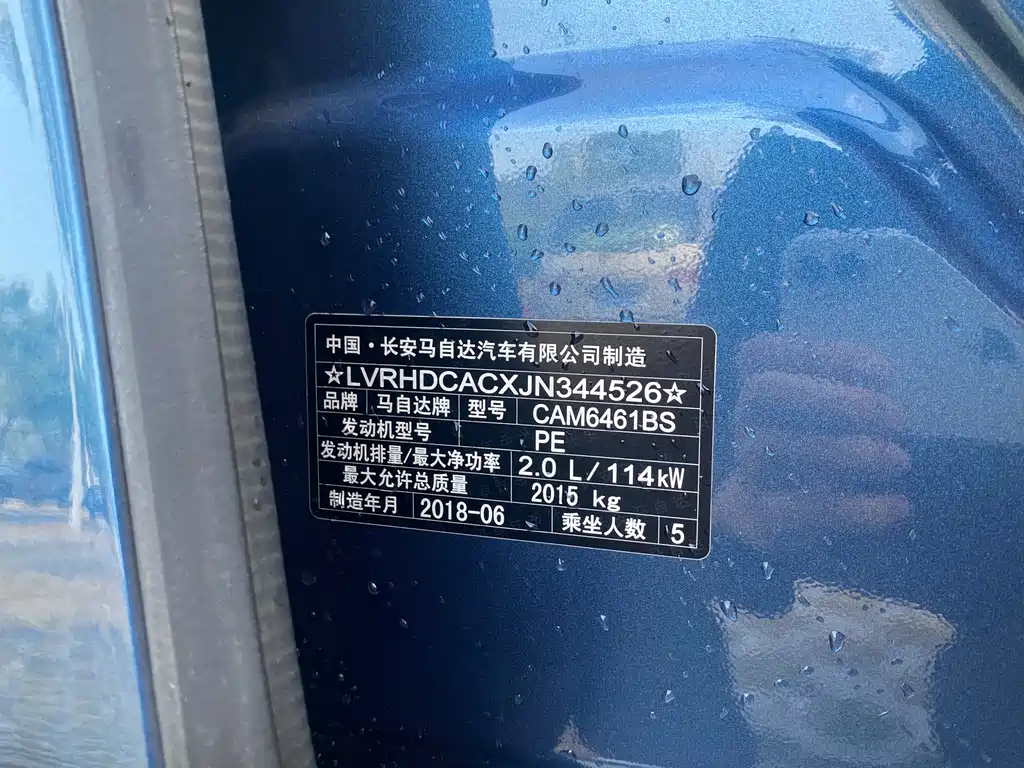 中国·长安马自达汽车有限公司制造
☆LVRHDCACXJN344526☆
品牌 马自达牌 型号 CAM6461BS
发动机型号 PE
发动机排量/最大净功率 2.0 L/114kW
最大允许总质量 2015 kg
制造年月 2018-06 乘坐人数 5